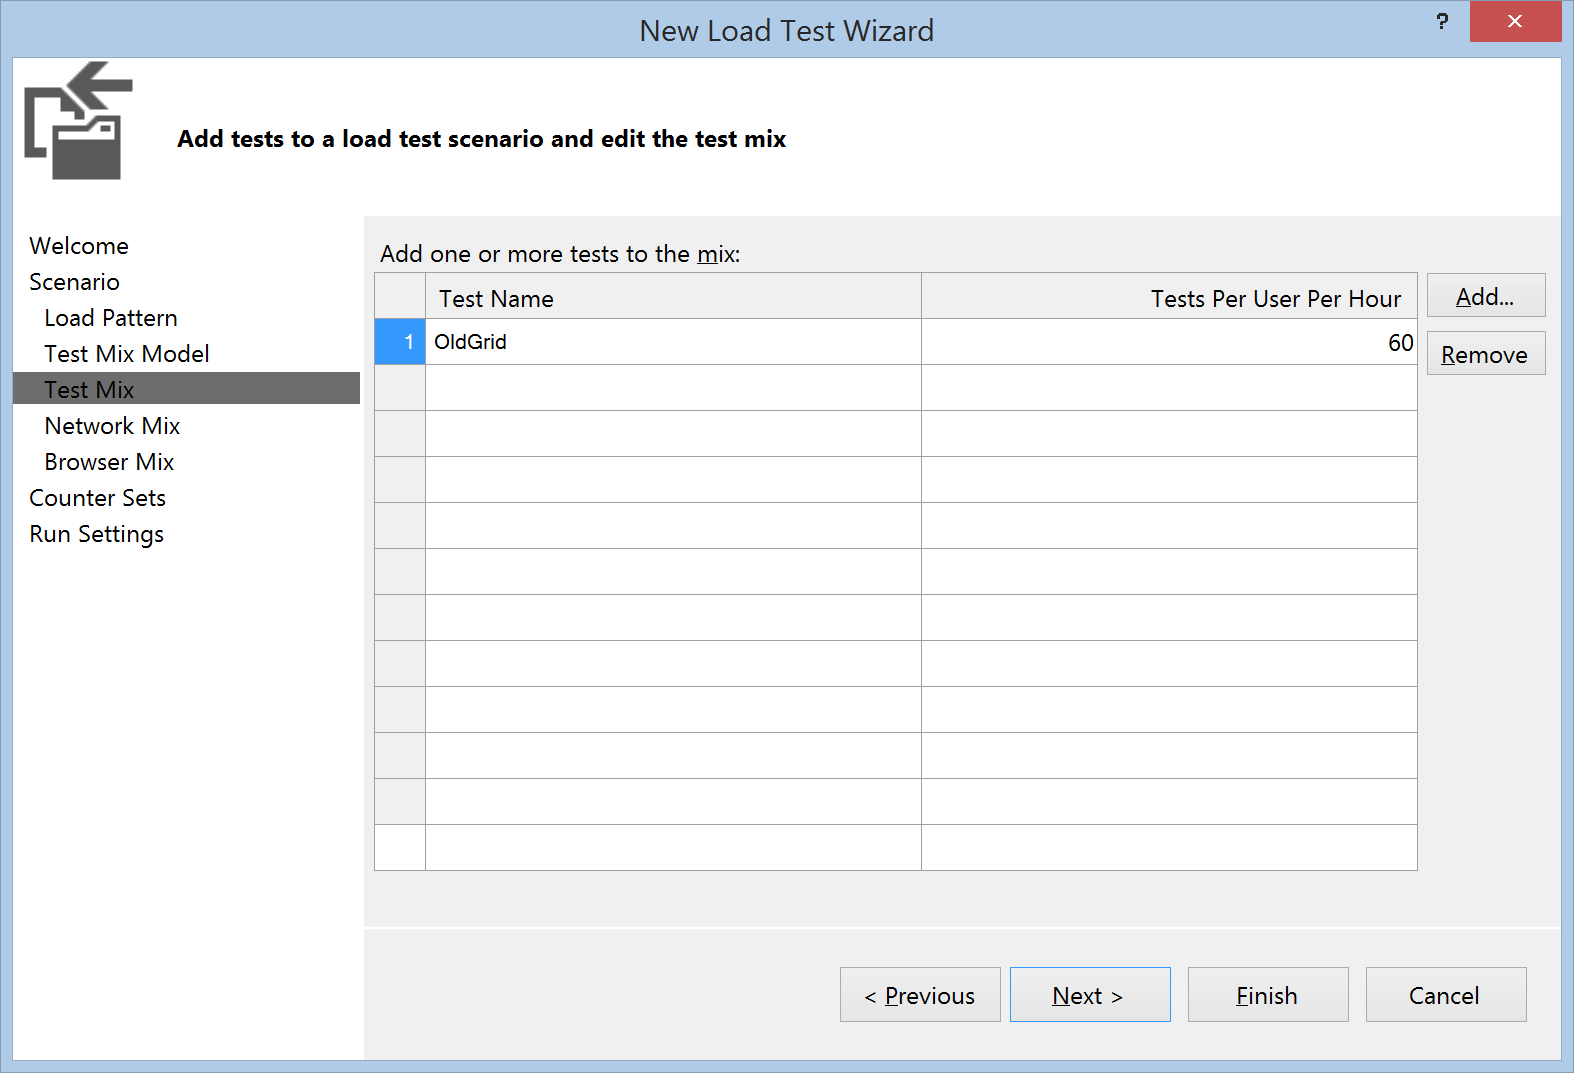 New Load Test Wizard
?
Add tests to a load test scenario and edit the test mix
Welcome
Scenario
Load Pattern
Test Mix Model
Test Mix
Network Mix
Browser Mix
Counter Sets
Run Settings
Add one or more tests to the mix:
Test Name Tests Per User Per Hour
1 OldGrid 60
Add...
Remove
< Previous Next > Finish Cancel